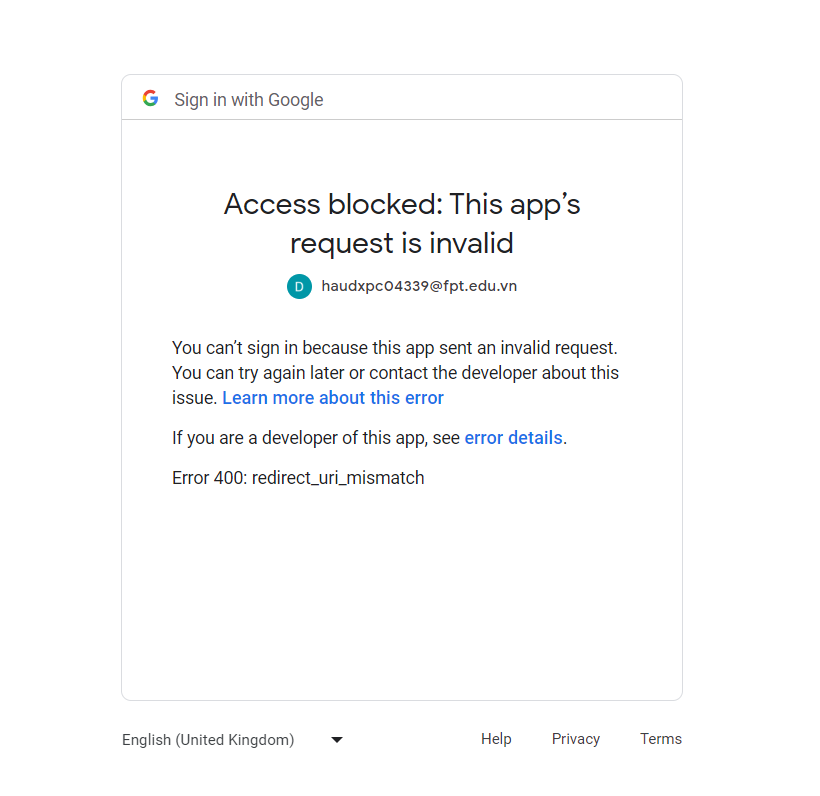 Sign in with Google
Access blocked: This app’s
request is invalid
D haudxpc04339@fpt.edu.vn
You can’t sign in because this app sent an invalid request.
You can try again later or contact the developer about this
issue. Learn more about this error
If you are a developer of this app, see error details.
Error 400: redirect_uri_mismatch
English (United Kingdom) Help Privacy Terms